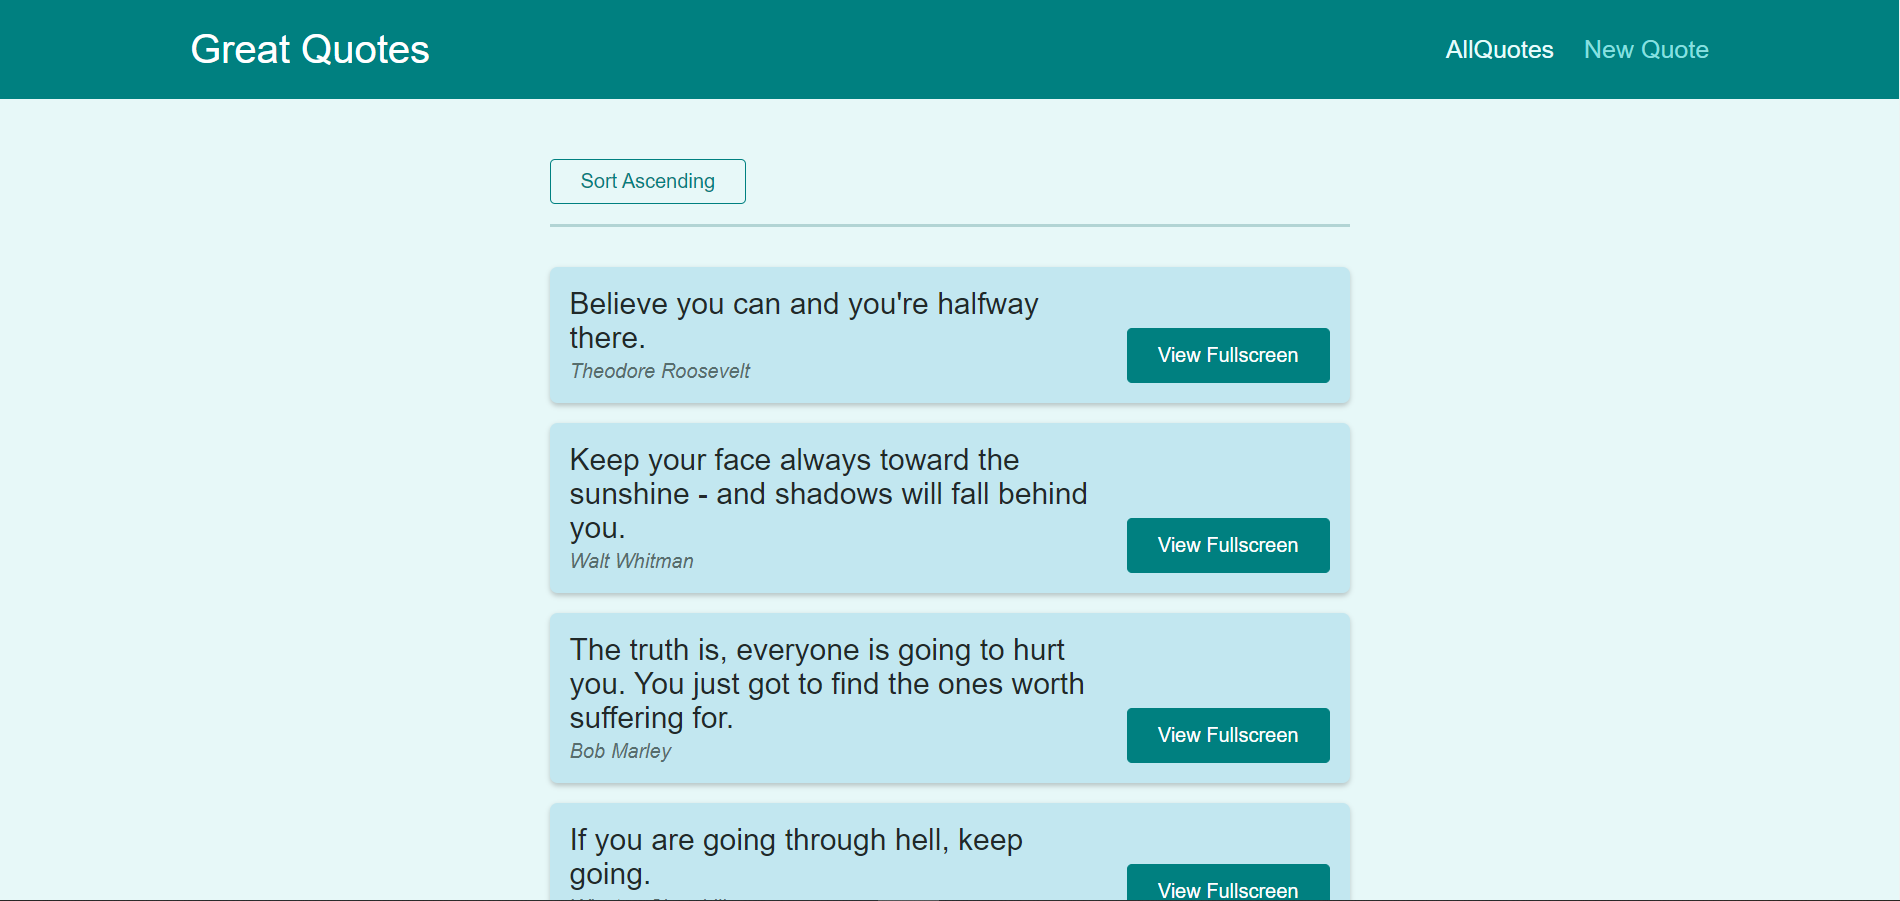 Great Quotes
AllQuotes
New Quote
Sort Ascending
Believe you can and you're halfway
there.
Theodore Roosevelt
View Fullscreen
Keep your face always toward the
sunshine - and shadows will fall behind
you.
Walt Whitman
View Fullscreen
The truth is, everyone is going to hurt
you. You just got to find the ones worth
suffering for.
Bob Marley
View Fullscreen
If you are going through hell, keep
going.
View Fullscreen